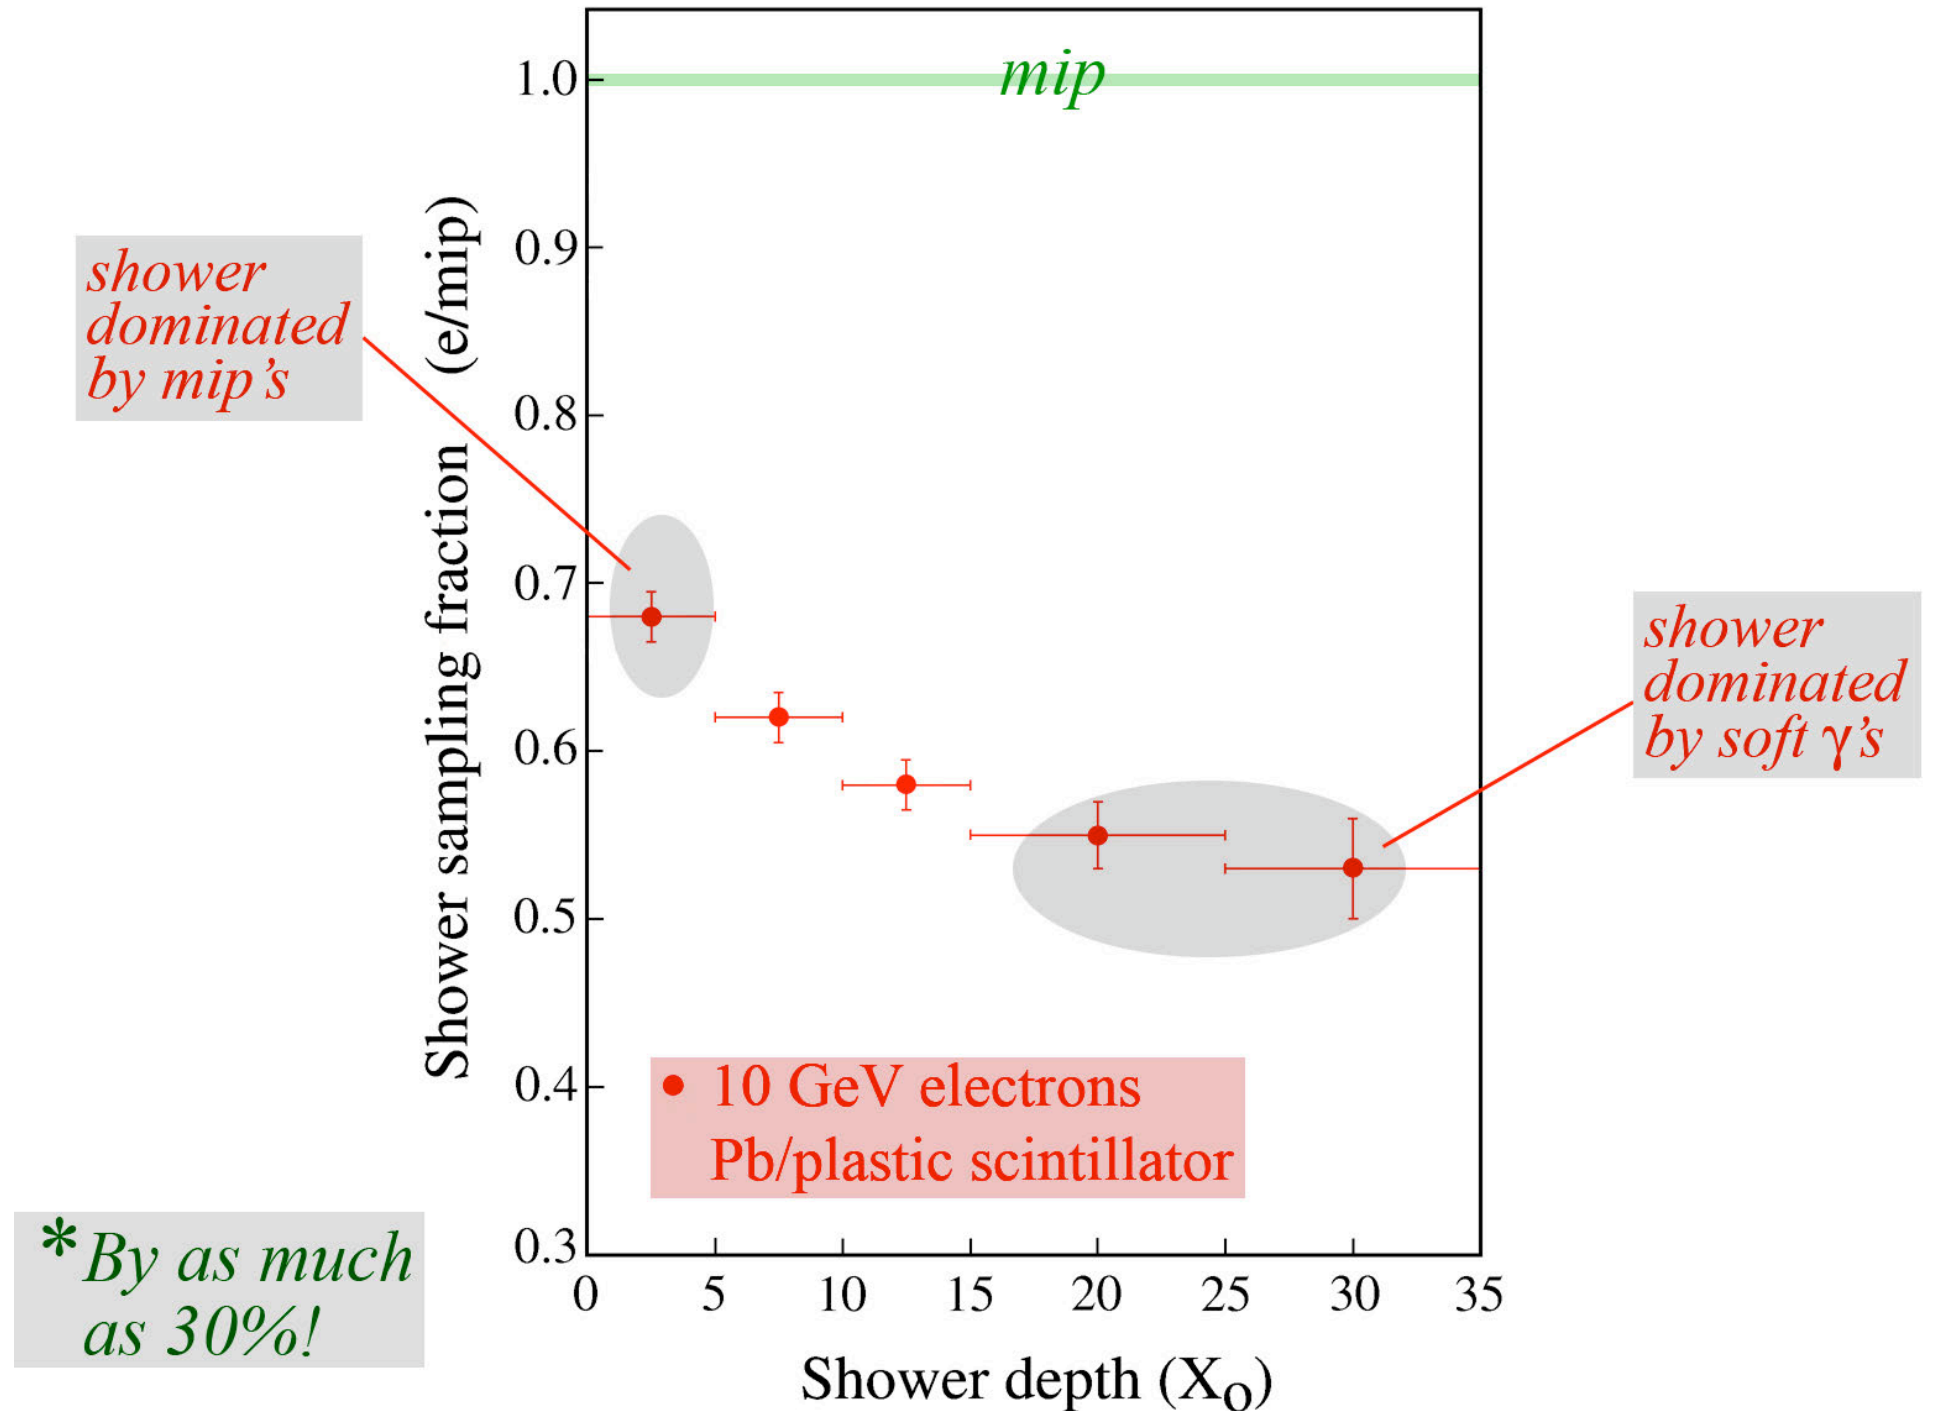 mip
1.0
0.9
0.8
0.7
0.6
0.5
0.4
0.3
Shower sampling fraction (e/mip)
shower
dominated
by mip's
shower
dominated
by soft γ's
10 GeV electrons
Pb/plastic scintillator
*By as much
as 30%!
0 5 10 15 20 25 30 35
Shower depth (X₀)